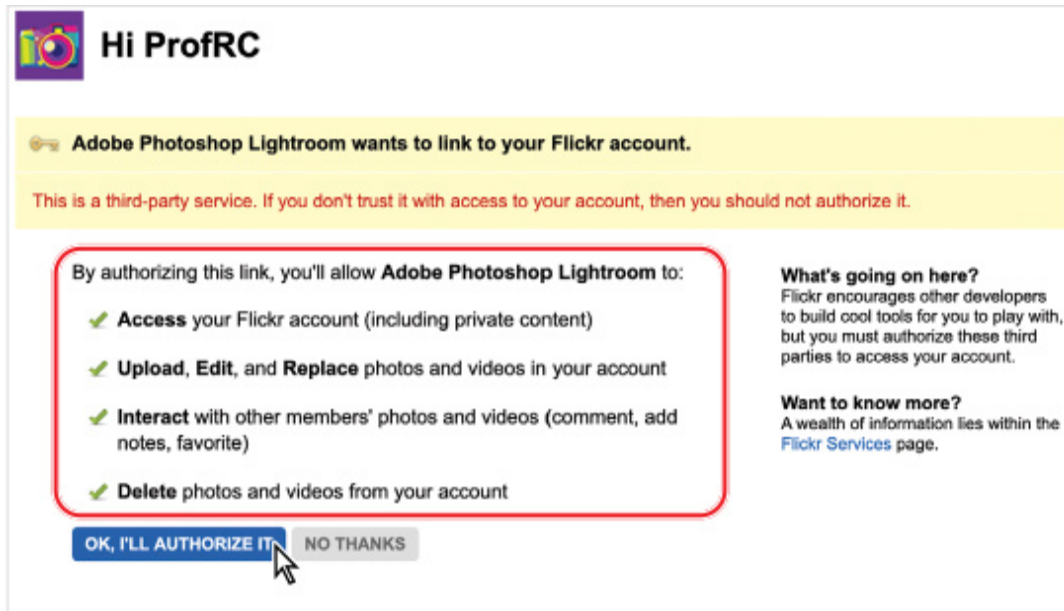 Hi ProfRC
Adobe Photoshop Lightroom wants to link to your Flickr account.
This is a third-party service. If you don't trust it with access to your account, then you should not authorize it.
By authorizing this link, you'll allow Adobe Photoshop Lightroom to:
Access your Flickr account (including private content)
Upload, Edit, and Replace photos and videos in your account
Interact with other members' photos and videos (comment, add
notes, favorite)
Delete photos and videos from your account
OK, I'LL AUTHORIZE IT
NO THANKS
What's going on here?
Flickr encourages other developers
to build cool tools for you to play with,
but you must authorize these third
parties to access your account.
Want to know more?
A wealth of information lies within the
Flickr Services page.